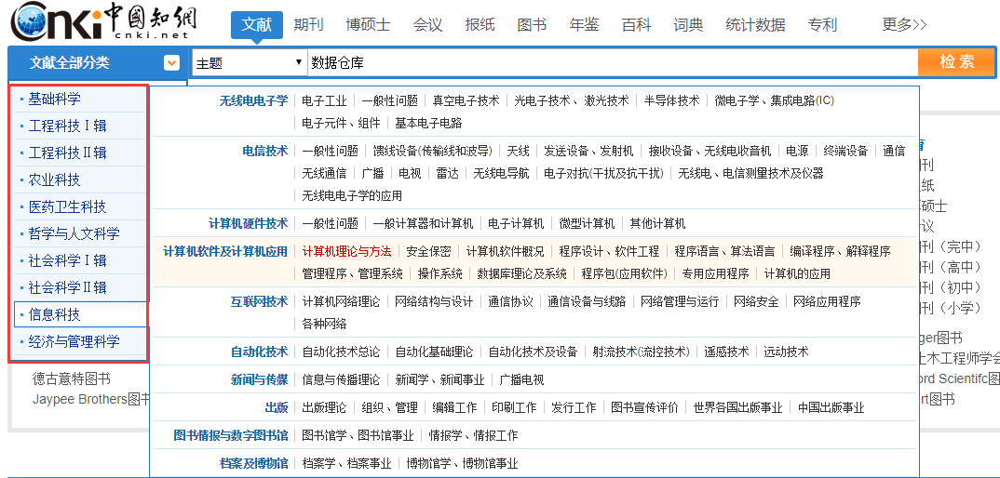 Cnki 中國知網
cnki.net
文献 期刊 博硕士 会议 报纸 图书 年鉴 百科 词典 统计数据 专利 更多>>
文献全部分类 主题 数据仓库 检 索
基础科学
工程科技Ⅰ辑
工程科技Ⅱ辑
农业科技
医药卫生科技
哲学与人文科学
社会科学Ⅰ辑
社会科学Ⅱ辑
信息科技
经济与管理科学
德古意特图书
Jaypee Brothers图书
无线电电子学 电子工业 一般性问题 真空电子技术 光电子技术、激光技术 半导体技术 微电子学、集成电路(IC)
电子元件、组件 基本电子电路
电信技术 一般性问题 馈线设备(传输线和波导) 天线 发送设备、发射机 接收设备、无线电收音机 电源 终端设备 通信
无线通信 广播 电视 雷达 无线电导航 电子对抗(干扰及抗干扰) 无线电、电信测量技术及仪器
无线电电子学的应用
计算机硬件技术 一般性问题 一般计算器和计算机 电子计算机 微型计算机 其他计算机
计算机软件及计算机应用 计算机理论与方法 安全保密 计算机软件概况 程序设计、软件工程 程序语言、算法语言 编译程序、解释程序
管理程序、管理系统 操作系统 数据库理论及系统 程序包(应用软件) 专用应用程序 计算机的应用
互联网技术 计算机网络理论 网络结构与设计 通信协议 通信设备与线路 网络管理与运行 网络安全 网络应用程序
各种网络
自动化技术 自动化技术总论 自动化基础理论 自动化技术及设备 射流技术(流控技术) 遥感技术 远动技术
新闻与传媒 信息与传播理论 新闻学、新闻事业 广播电视
出版 出版理论 组织、管理 编辑工作 印刷工作 发行工作 图书宣传评价 世界各国出版事业 中国出版事业
图书情报与数字图书馆 图书馆学、图书馆事业 情报学、情报工作
档案及博物馆 档案学、档案事业 博物馆学、博物馆事业
刊
纸
硕士
议
刊（完中）
刊（高中）
刊（初中）
刊（小学）
ger图书
土木工程师学会
ord Scientifc图
rt图书